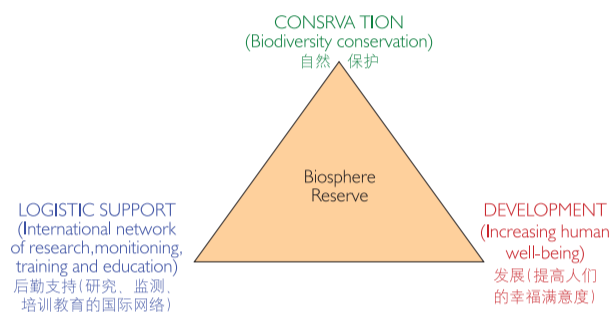 CONSRVA TION
(Biodiversity conservation)
自然 保护
Biosphere
Reserve
LOGISTIC SUPPORT
(International network
of research,monitioning,
training and education)
后勤支持(研究、监测、
培训教育的国际网络)
DEVELOPMENT
(Increasing human
well-being)
发展(提高人们
的幸福满意度)